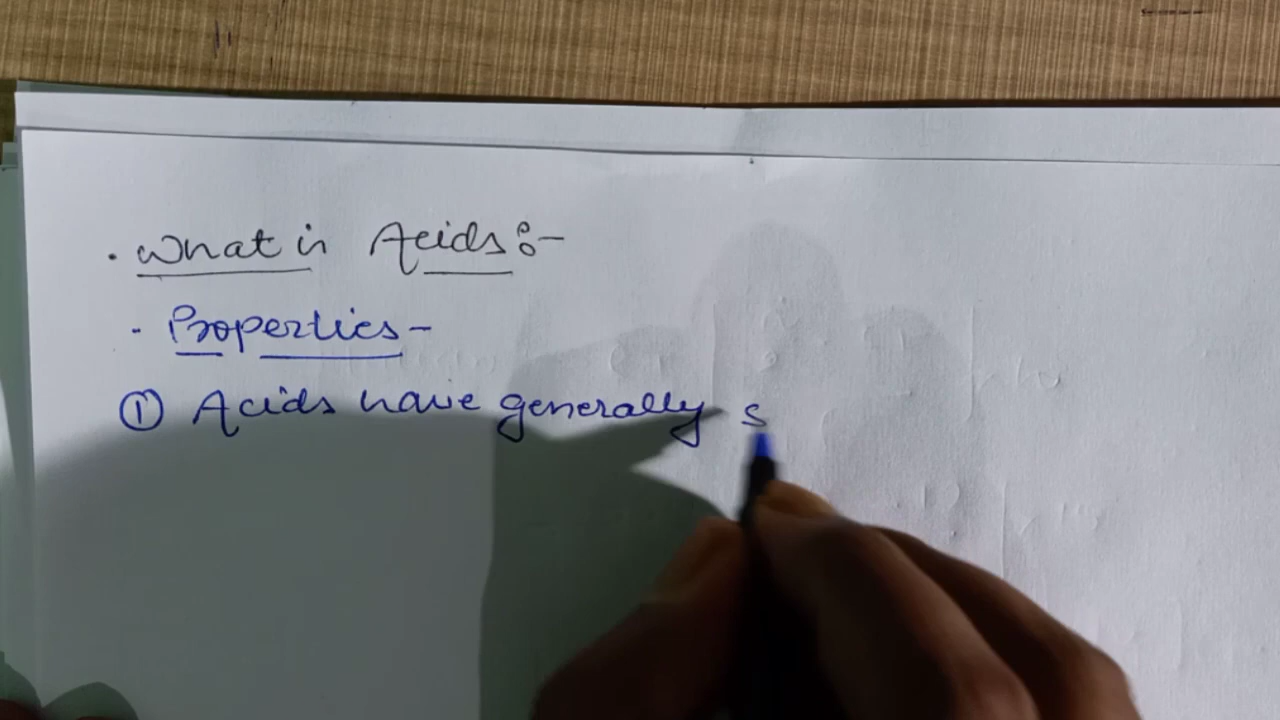 . What is Acids :-
- Properties -
① Acids have generally s